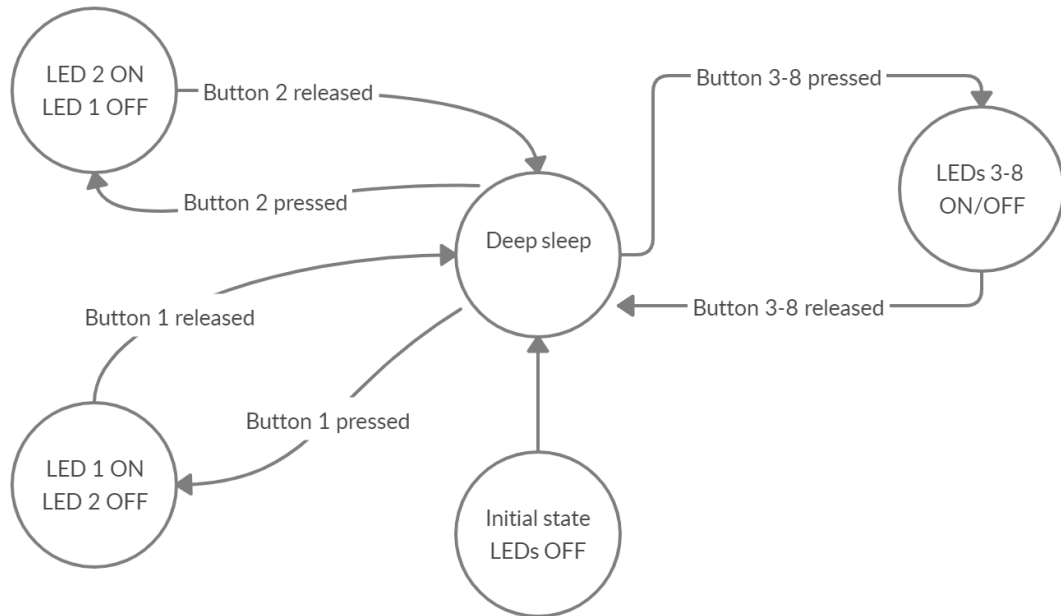 LED 2 ON
LED 1 OFF
Button 2 released
Button 2 pressed
Button 3-8 pressed
LEDs 3-8
ON/OFF
Deep sleep
Button 3-8 released
Button 1 released
Button 1 pressed
LED 1 ON
LED 2 OFF
Initial state
LEDs OFF